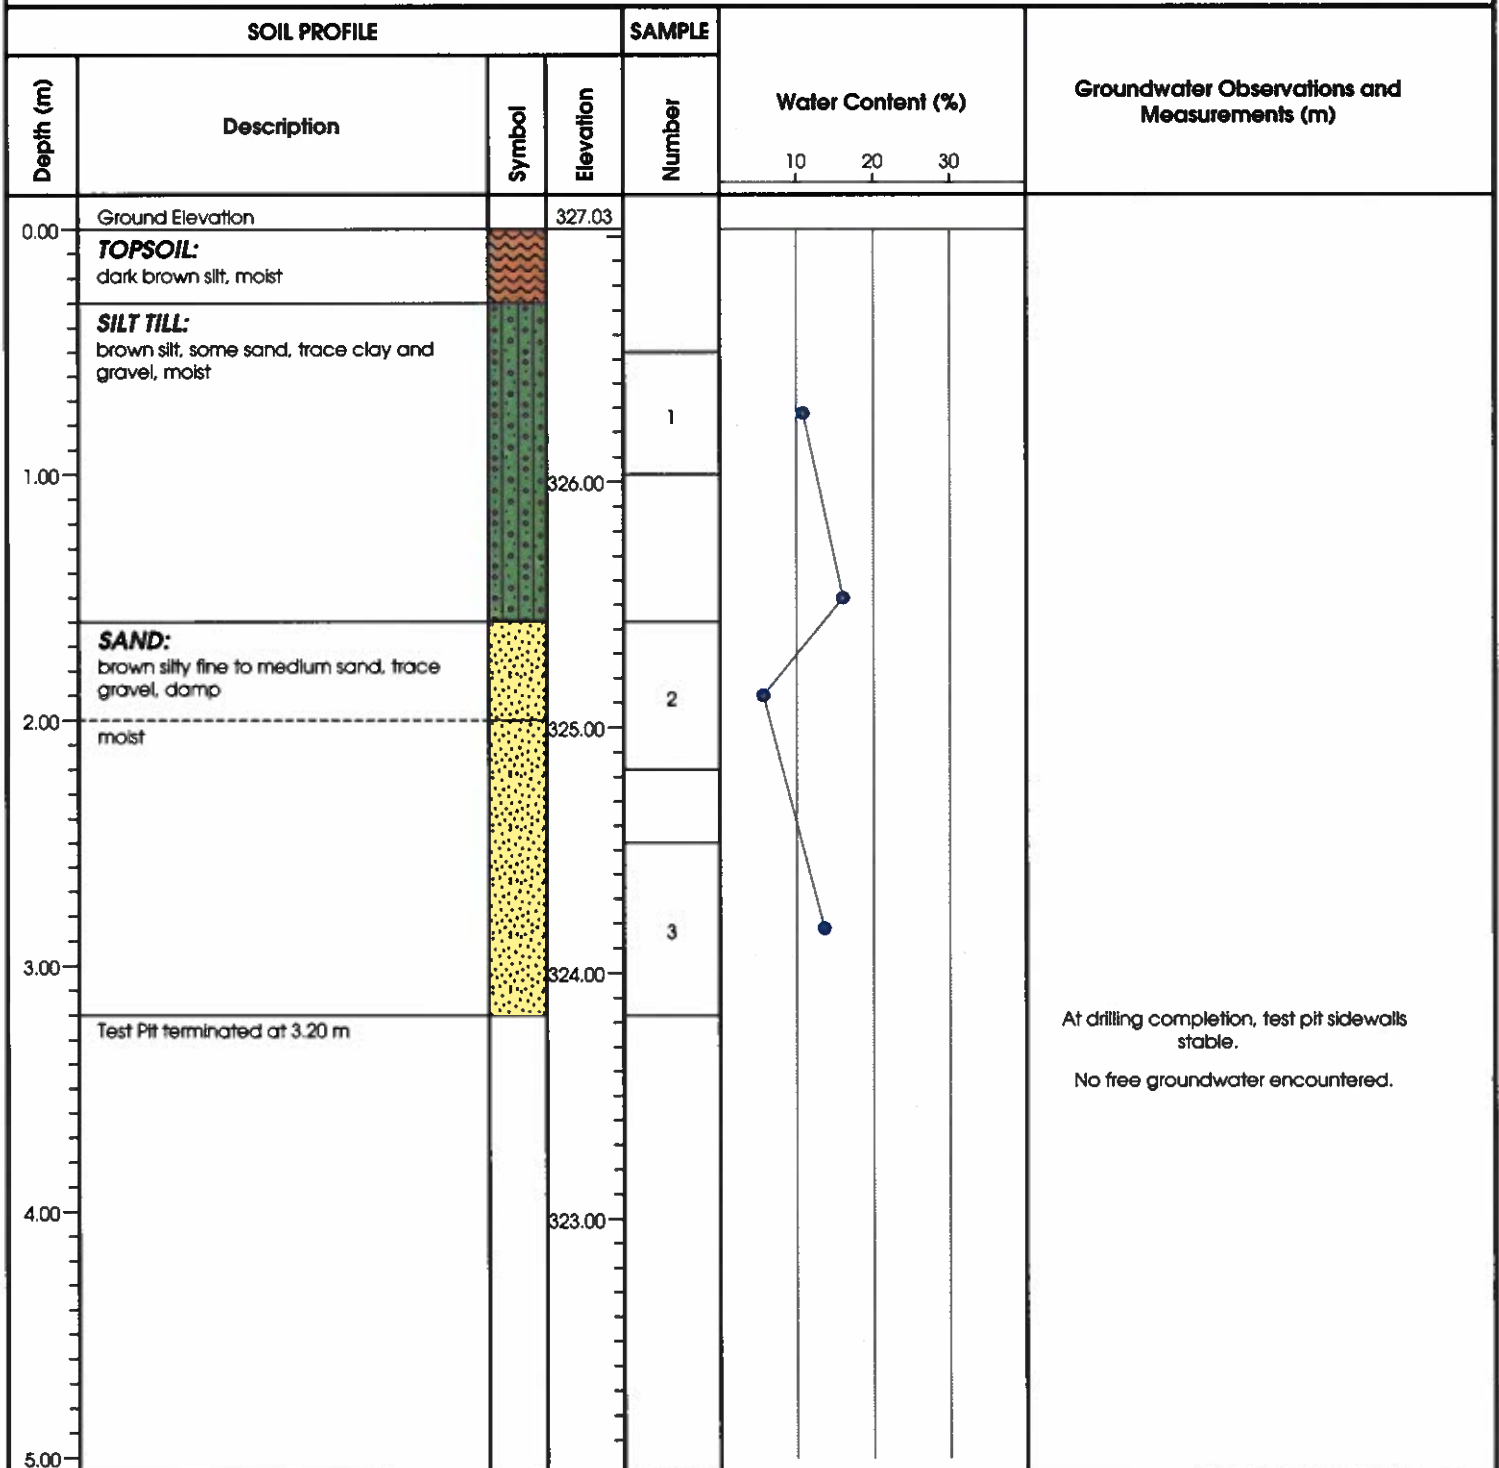 SOIL PROFILE
SAMPLE
Depth (m)
Description
Symbol
Elevation
Number
Water Content (%)
10 20 30
Groundwater Observations and
Measurements (m)
Ground Elevation
327.03
0.00
TOPSOIL:
dark brown silt, moist
SILT TILL:
brown silt, some sand, trace clay and
gravel, moist
1
1.00
326.00
SAND:
brown silty fine to medium sand, trace
gravel, damp
2
2.00
325.00
moist
3
3.00
324.00
Test Pit terminated at 3.20 m
At drilling completion, test pit sidewalls
stable.
No free groundwater encountered.
4.00
323.00
5.00